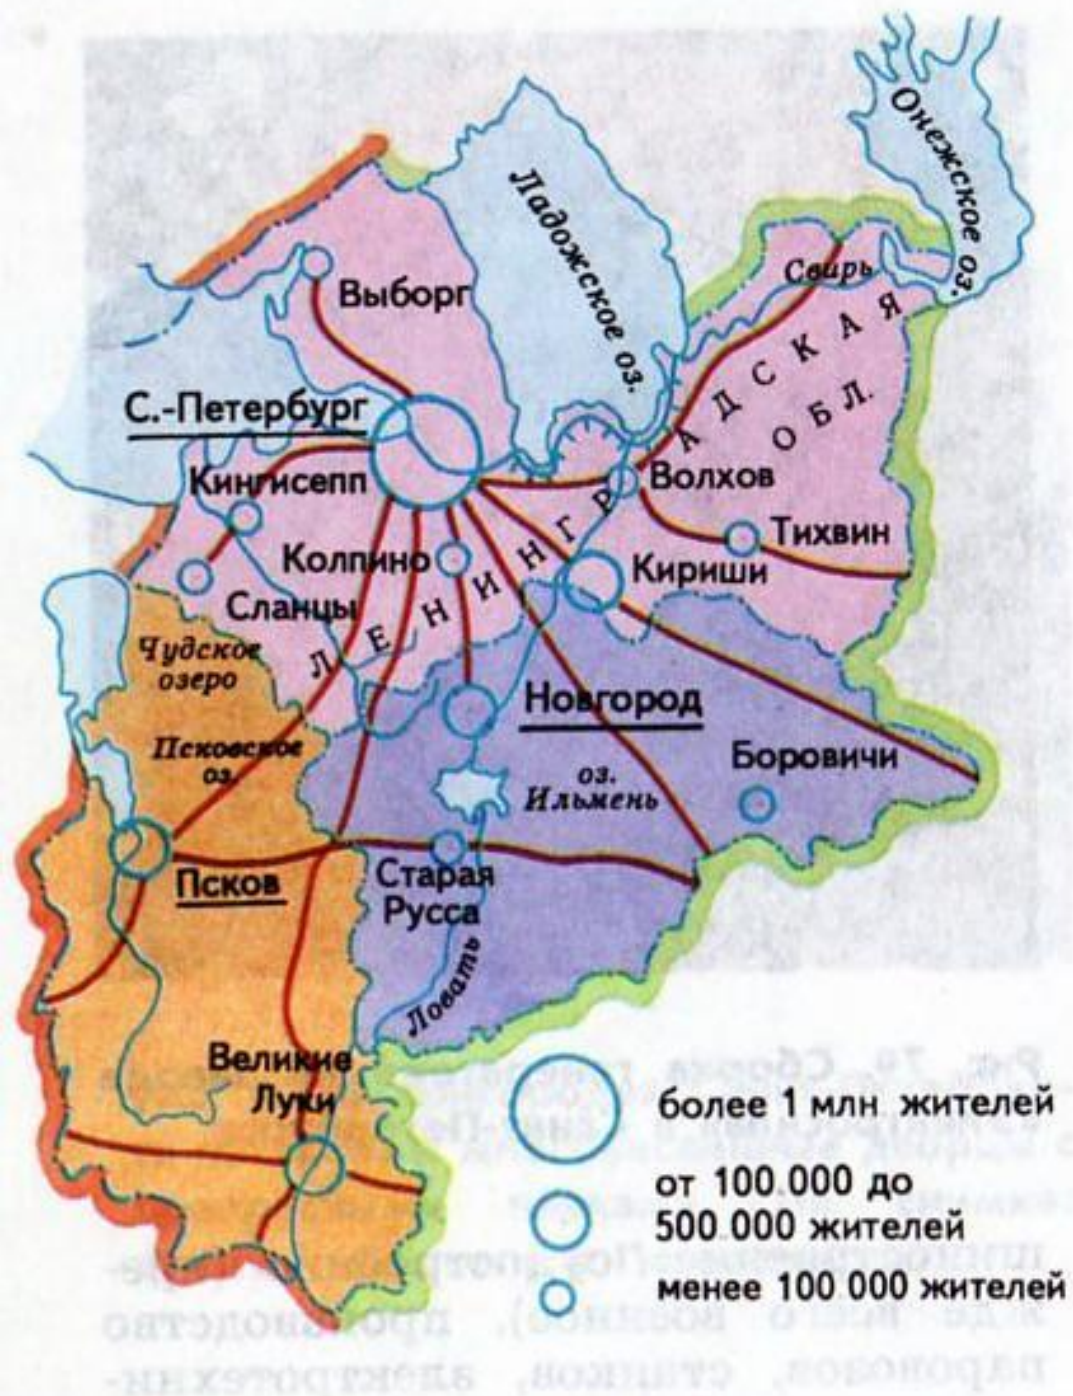 Онежское оз.
Ладожское оз.
Свирь
Выборг
ЛЕНИНГРАДСКАЯ
ОБЛ.
С.-Петербург
Кингисепп
Волхов
Тихвин
Колпино
Кириши
Сланцы
Чудское
озеро
Новгород
Псковское
оз.
Боровичи
оз.
Ильмень
Псков
Старая
Русса
Ловать
Великие
Луки
более 1 млн. жителей
от 100.000 до
500 000 жителей
менее 100 000 жителей